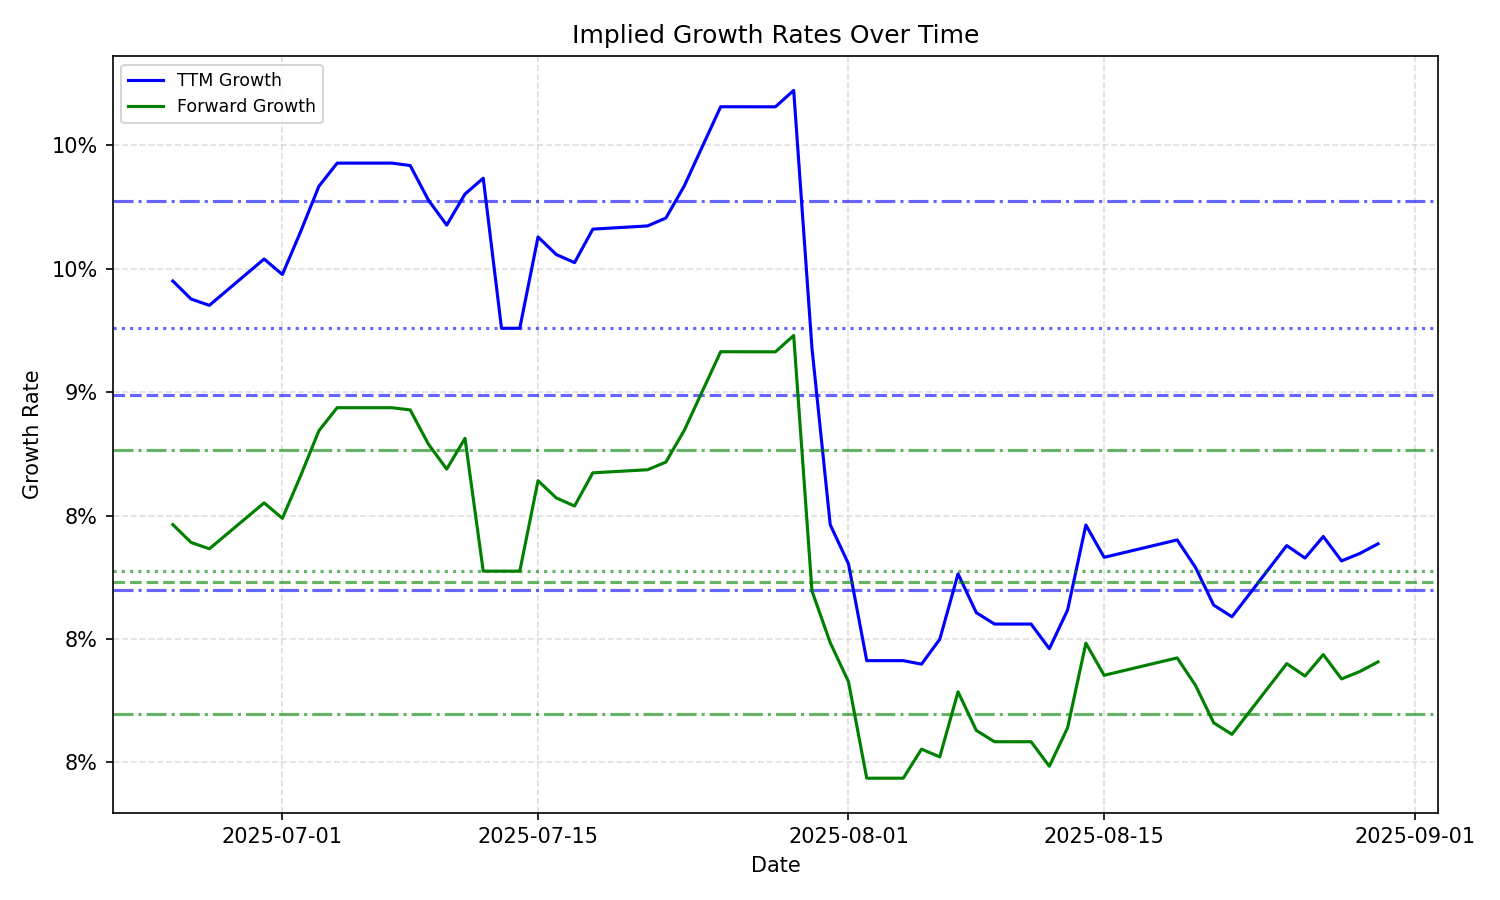 Implied Growth Rates Over Time
TTM Growth
Forward Growth
10%
10%
9%
8%
8%
8%
Growth Rate
2025-07-01
2025-07-15
2025-08-01
2025-08-15
2025-09-01
Date